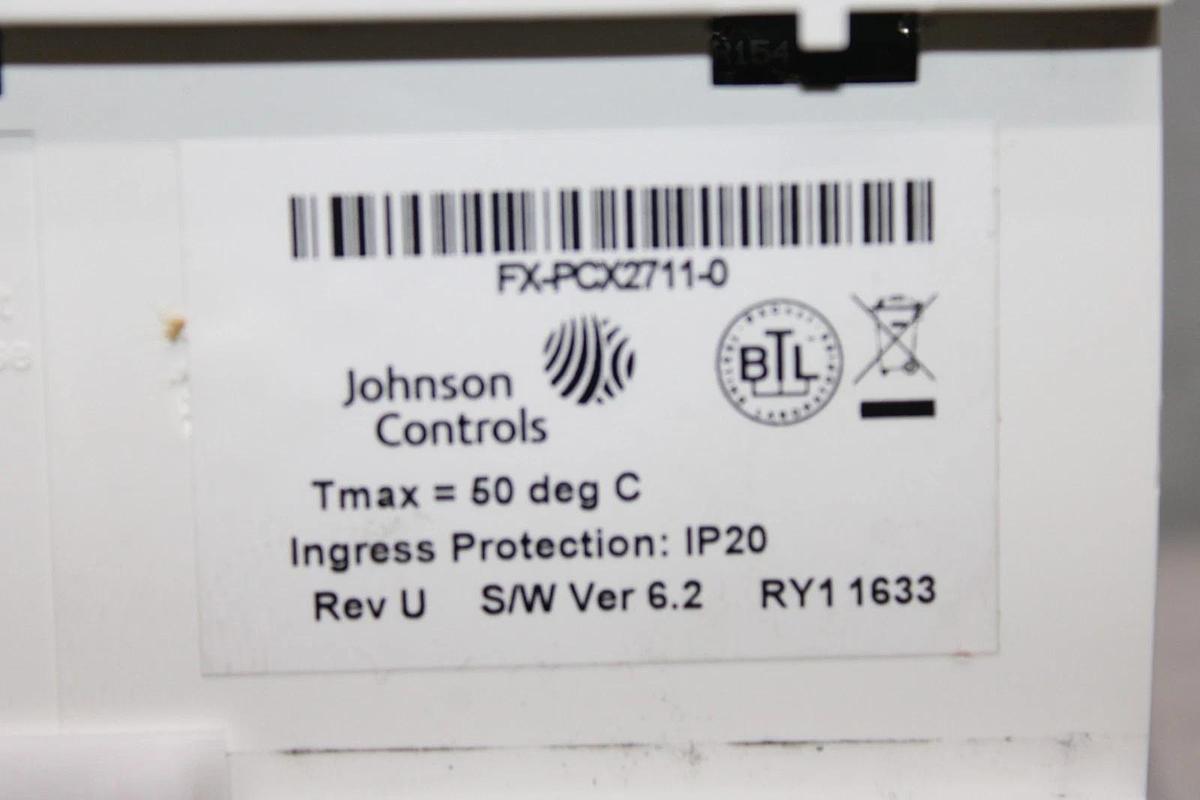 FX-PCX2711-0
Johnson
Controls
BTL
Tmax = 50 deg C
Ingress Protection: IP20
Rev U S/W Ver 6.2 RY1 1633